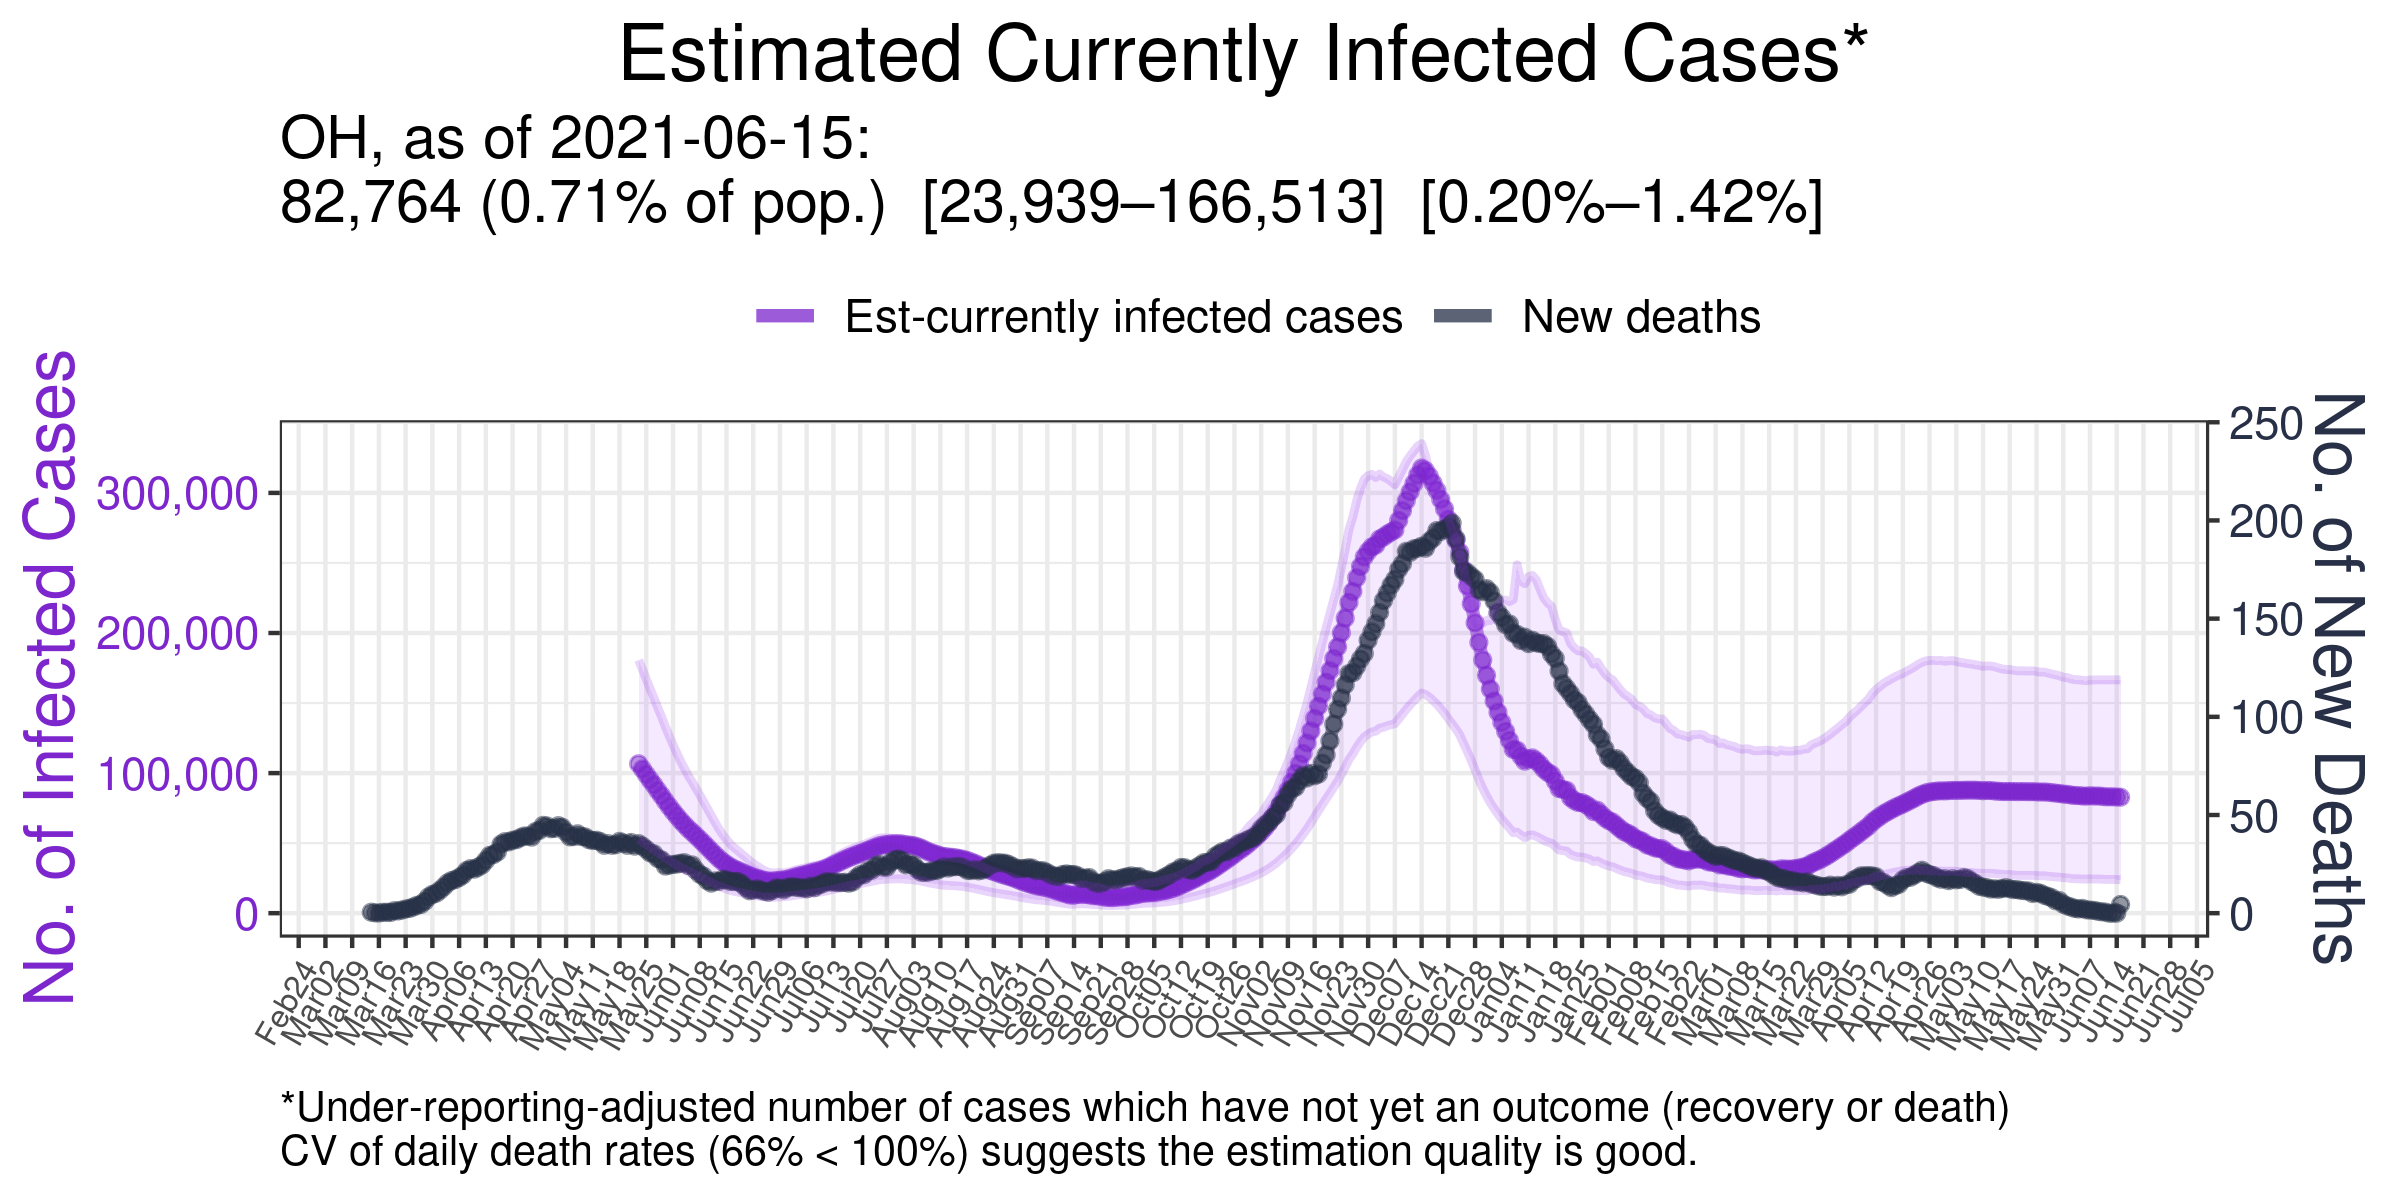 Estimated Currently Infected Cases*
OH, as of 2021-06-15:
82,764 (0.71% of pop.) [23,939–166,513] [0.20%–1.42%]
Est-currently infected cases
New deaths
No. of Infected Cases
300,000
200,000
100,000
0
250
200
150
100
50
0
No. of New Deaths
Feb24
Mar02
Mar09
Mar16
Mar23
Mar30
Apr06
Apr13
Apr20
Apr27
May04
May11
May18
May25
Jun01
Jun08
Jun15
Jun22
Jun29
Jul06
Jul13
Jul20
Jul27
Aug03
Aug10
Aug17
Aug24
Aug31
Sep07
Sep14
Sep21
Sep28
Oct05
Oct12
Oct19
Oct26
Nov02
Nov09
Nov16
Nov23
Nov30
Dec07
Dec14
Dec21
Dec28
Jan04
Jan11
Jan18
Jan25
Feb01
Feb08
Feb15
Feb22
Mar01
Mar08
Mar15
Mar22
Mar29
Apr05
Apr12
Apr19
Apr26
May03
May10
May17
May24
May31
Jun07
Jun14
Jun21
Jun28
Jul05
*Under-reporting-adjusted number of cases which have not yet an outcome (recovery or death)
CV of daily death rates (66% < 100%) suggests the estimation quality is good.